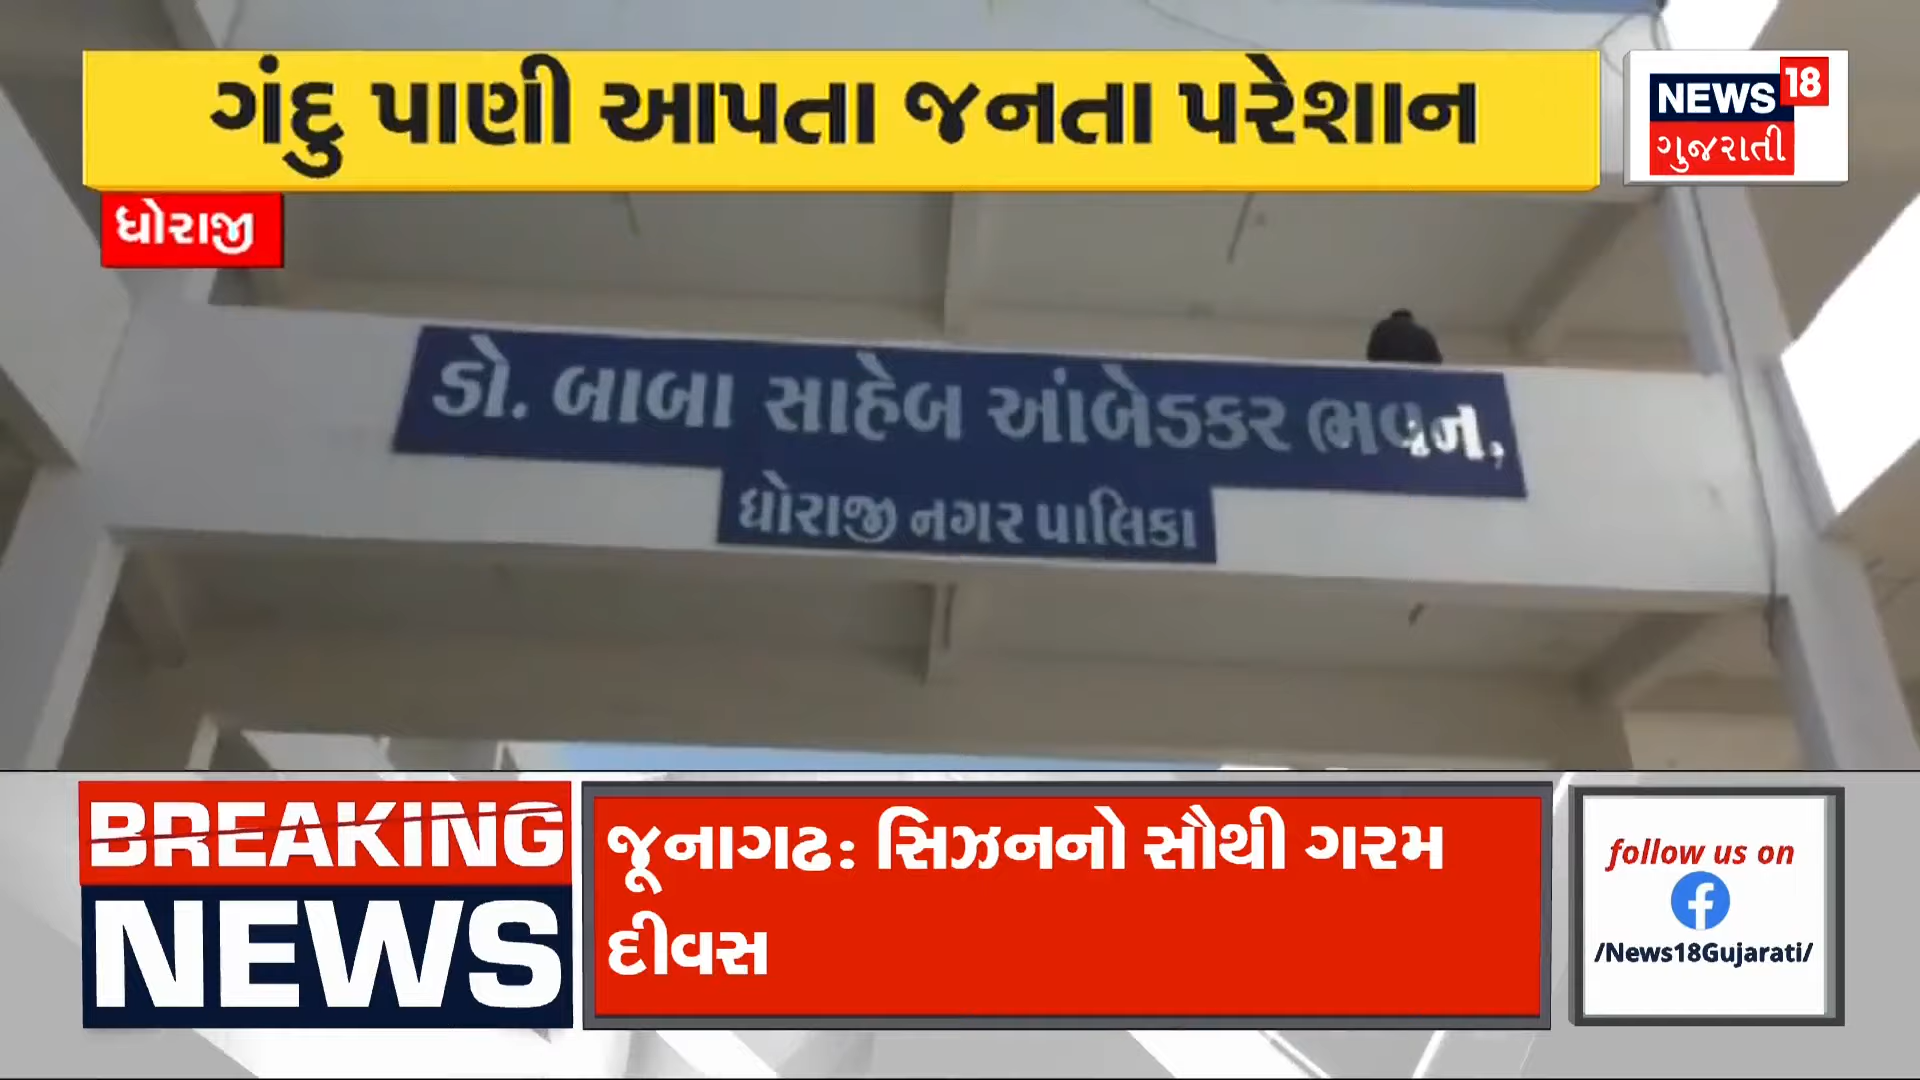 ગંદુ પાણી આપતા જનતા પરેશાન
NEWS 18
ગુજરાતી
ધોરાજી
ડો. બાબા સાહેબ આંબેડકર ભવન,
ધોરાજી નગર પાલિકા
BREAKING
NEWS
જૂનાગઢ: સિઝનનો સૌથી ગરમ
દીવસ
follow us on
/News18Gujarati/